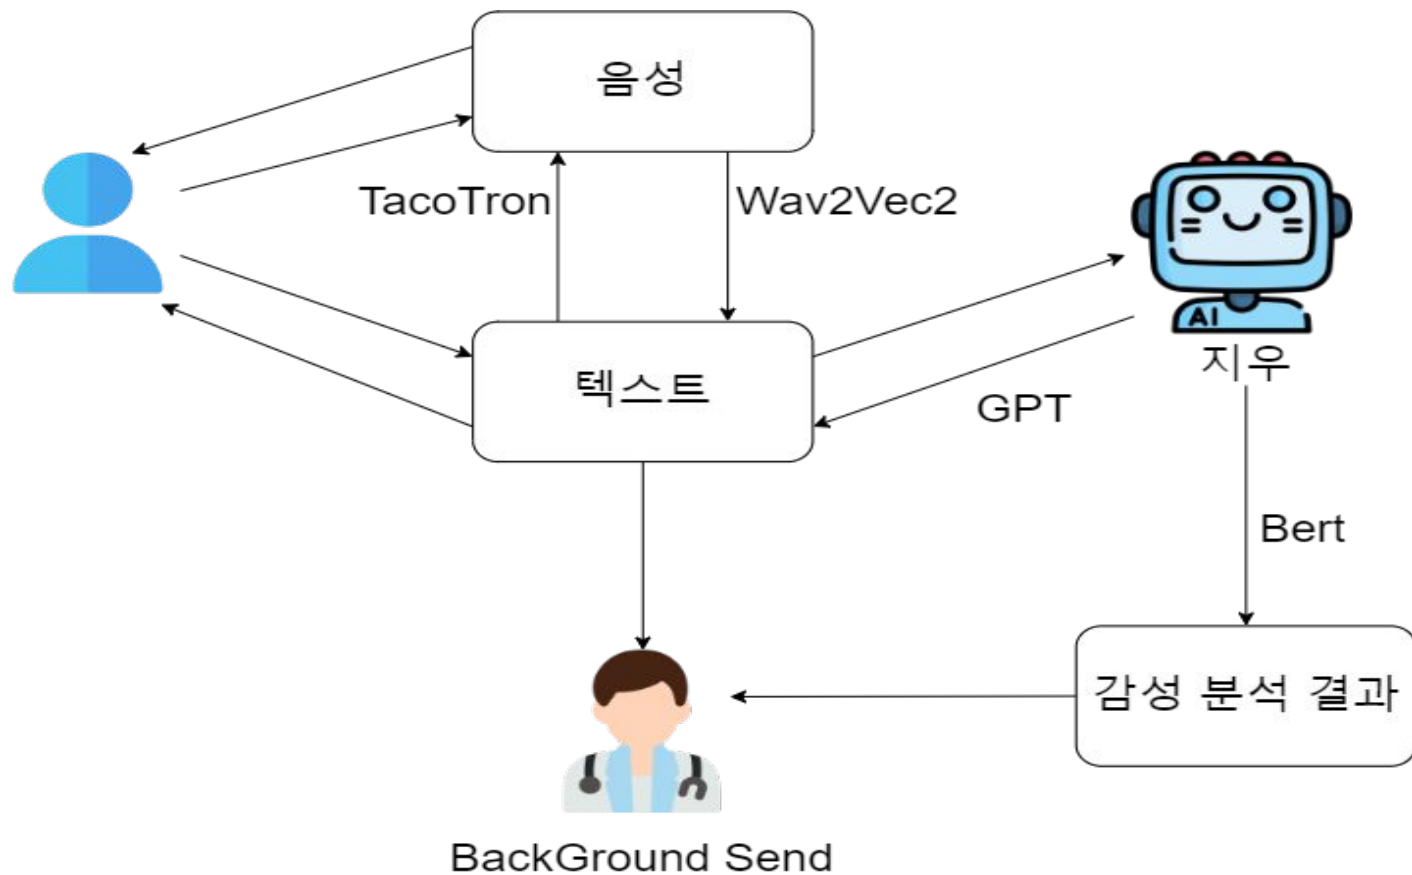 음성
TacoTron
Wav2Vec2
텍스트
AI
지우
GPT
Bert
감성 분석 결과
BackGround Send